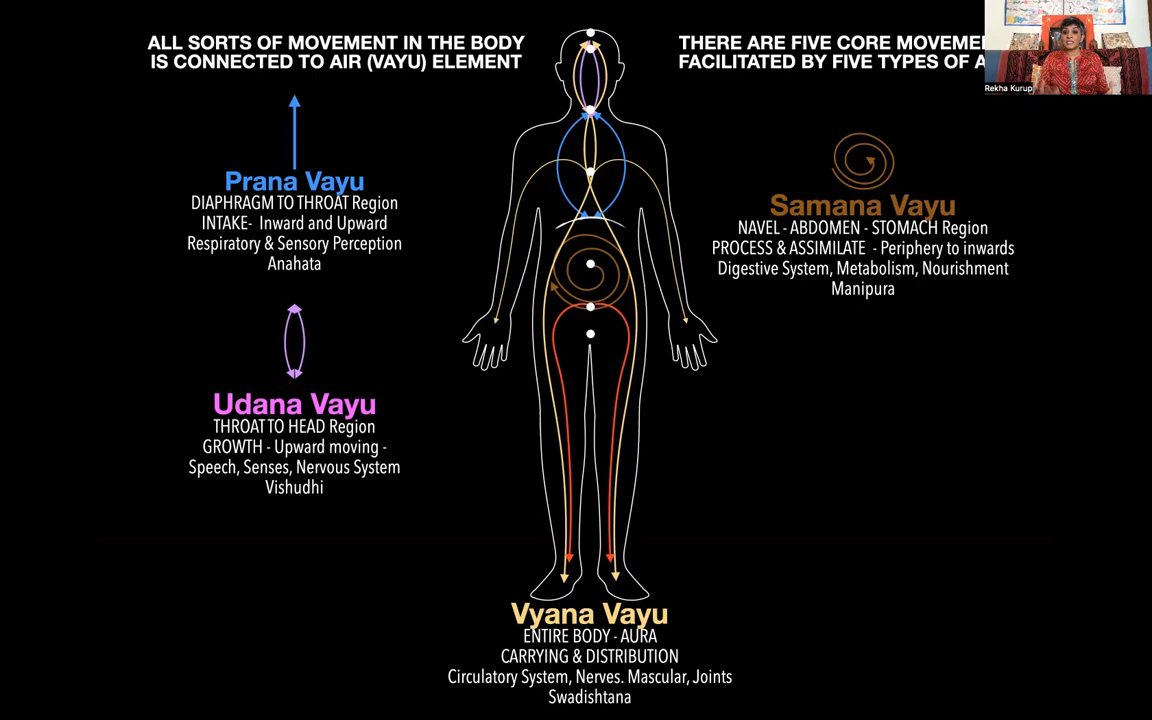 ALL SORTS OF MOVEMENT IN THE BODY
IS CONNECTED TO AIR (VAYU) ELEMENT
THERE ARE FIVE CORE
FACILITATED BY FIVE TYPES OF
Rekha Kurup
Prana Vayu
DIAPHRAGM TO THROAT Region
INTAKE- Inward and Upward
Respiratory & Sensory Perception
Anahata
Samana Vayu
NAVEL - ABDOMEN - STOMACH Region
PROCESS & ASSIMILATE - Periphery to inwards
Digestive System, Metabolism, Nourishment
Manipura
Udana Vayu
THROAT TO HEAD Region
GROWTH - Upward moving -
Speech, Senses, Nervous System
Vishudhi
Vyana Vayu
ENTIRE BODY - AURA
CARRYING & DISTRIBUTION
Circulatory System, Nerves. Mascular, Joints
Swadishtana